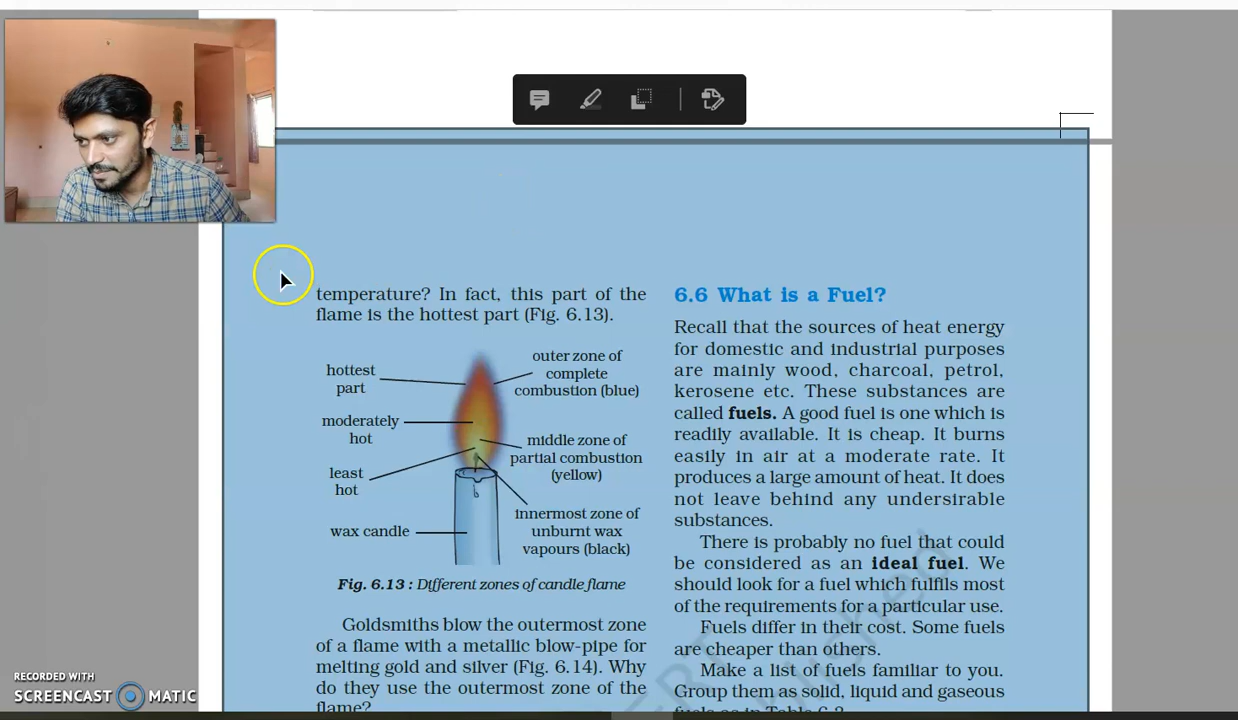 temperature? In fact, this part of the
flame is the hottest part (Fig. 6.13).
hottest
part
outer zone of
complete
combustion (blue)
moderately
hot
middle zone of
partial combustion
(yellow)
least
hot
innermost zone of
unburnt wax
vapours (black)
wax candle
Fig. 6.13 : Different zones of candle flame
Goldsmiths blow the outermost zone
of a flame with a metallic blow-pipe for
melting gold and silver (Fig. 6.14). Why
do they use the outermost zone of the
flame?
6.6 What is a Fuel?
Recall that the sources of heat energy
for domestic and industrial purposes
are mainly wood, charcoal, petrol,
kerosene etc. These substances are
called fuels. A good fuel is one which is
readily available. It is cheap. It burns
easily in air at a moderate rate. It
produces a large amount of heat. It does
not leave behind any undersirable
substances.
There is probably no fuel that could
be considered as an ideal fuel. We
should look for a fuel which fulfils most
of the requirements for a particular use.
Fuels differ in their cost. Some fuels
are cheaper than others.
Make a list of fuels familiar to you.
Group them as solid, liquid and gaseous
fuels as in Table 6.2
RECORDED WITH
SCREENCAST MATIC